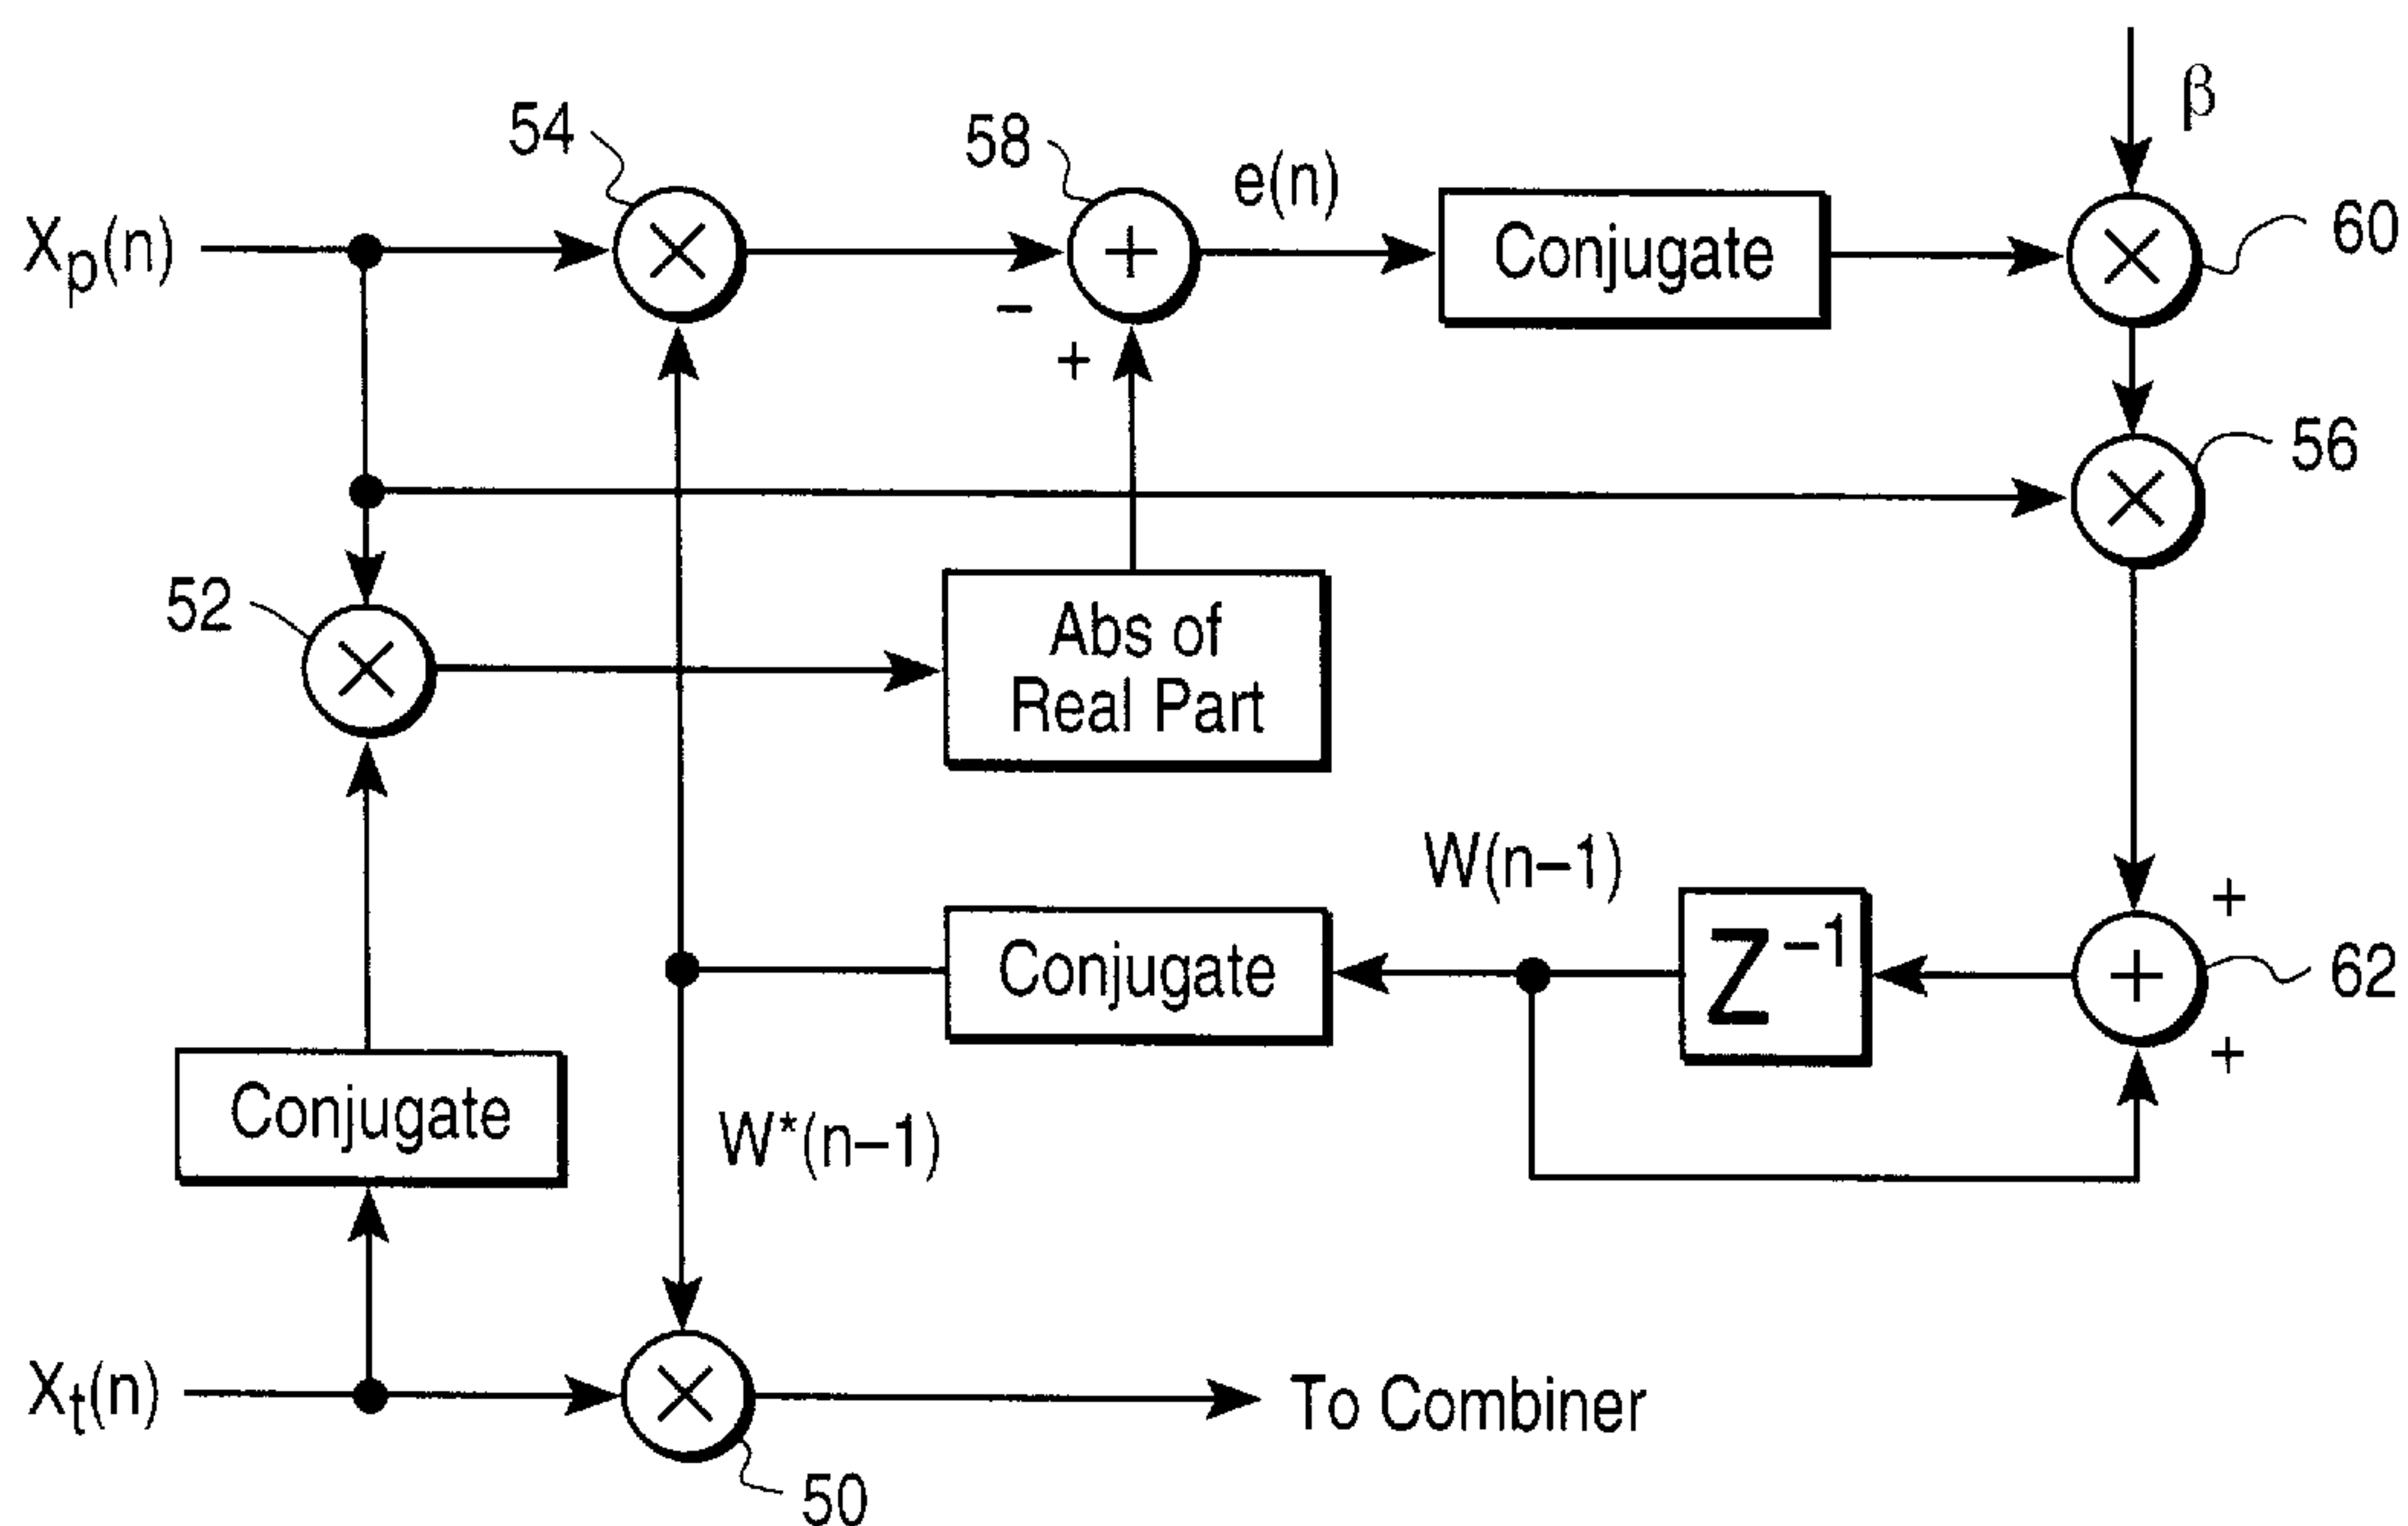 β
54
58
e(n)
60
Xp(n)
×
+
Conjugate
×
−
+
56
×
52
×
Abs of
Real Part
W(n−1)
+
Conjugate
Z−1
+
62
+
Conjugate
W*(n−1)
Xt(n)
×
To Combiner
50